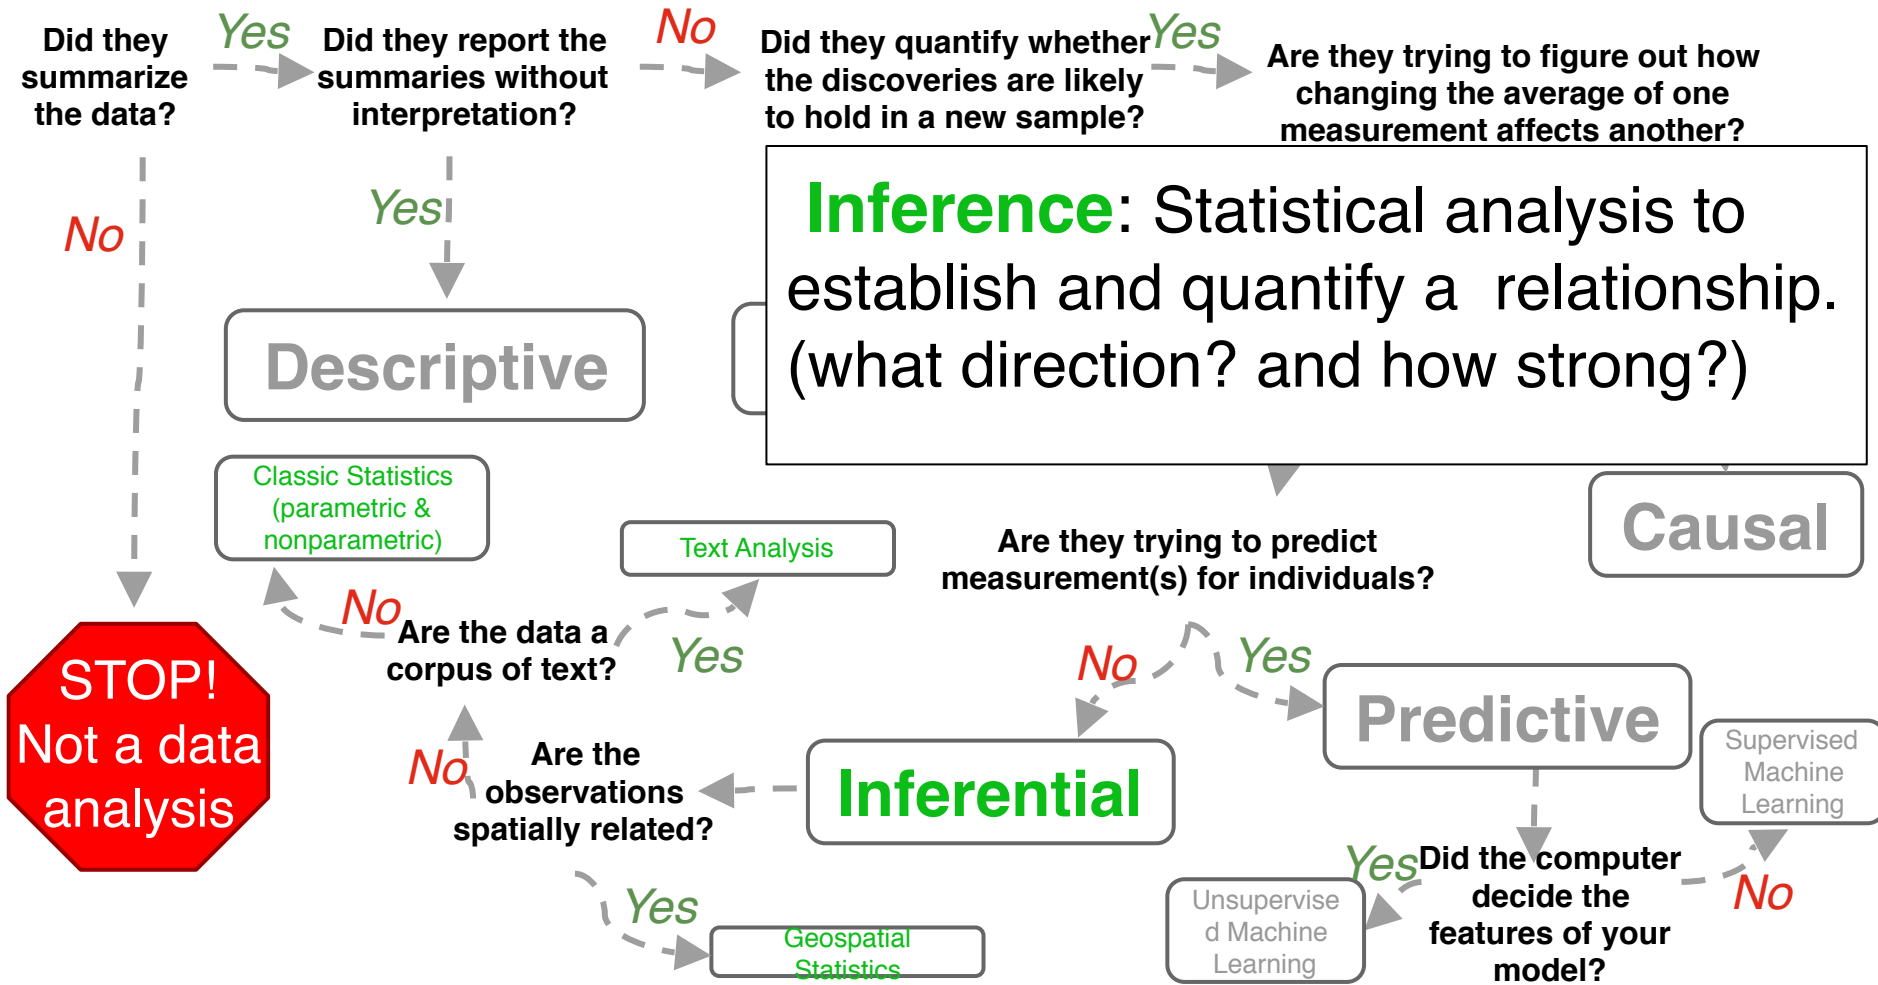 Did they
summarize
the data?
Yes
Did they report the
summaries without
interpretation?
No
Did they quantify whether
the discoveries are likely
to hold in a new sample?
Yes
Are they trying to figure out how
changing the average of one
measurement affects another?
No
Yes
Inference: Statistical analysis to
establish and quantify a relationship.
(what direction? and how strong?)
Descriptive
Causal
Classic Statistics
(parametric &
nonparametric)
Text Analysis
Are they trying to predict
measurement(s) for individuals?
No
Are the data a
corpus of text?
Yes
No
Yes
STOP!
Not a data
analysis
Predictive
No
Are the
observations
spatially related?
Inferential
Supervised
Machine
Learning
Yes
Geospatial
Statistics
Yes
Did the computer
decide the
features of your
model?
No
Unsupervise
d Machine
Learning